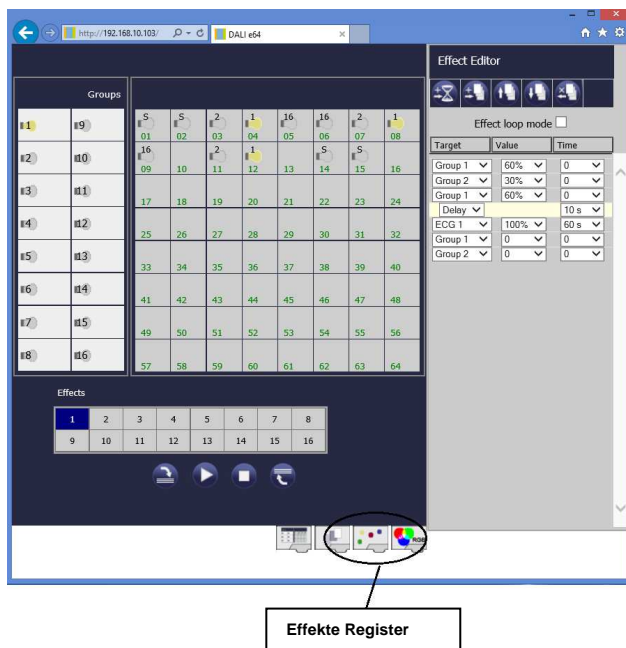 http://192.168.10.103/
DALI e64
Effect Editor
Groups
1 9
2 10
3 11
4 12
5 13
6 14
7 15
8 16
S S 2 1 16 16 2 1
01 02 03 04 05 06 07 08
16 2 1 S S
09 10 11 12 13 14 15 16
17 18 19 20 21 22 23 24
25 26 27 28 29 30 31 32
33 34 35 36 37 38 39 40
41 42 43 44 45 46 47 48
49 50 51 52 53 54 55 56
57 58 59 60 61 62 63 64
Effect loop mode
Target Value Time
Group 1 60% 0
Group 2 30% 0
Group 1 60% 0
Delay 10 s
ECG 1 100% 60 s
Group 1 0 0
Group 2 0 0
Effects
1 2 3 4 5 6 7 8
9 10 11 12 13 14 15 16
RGB
Effekte Register